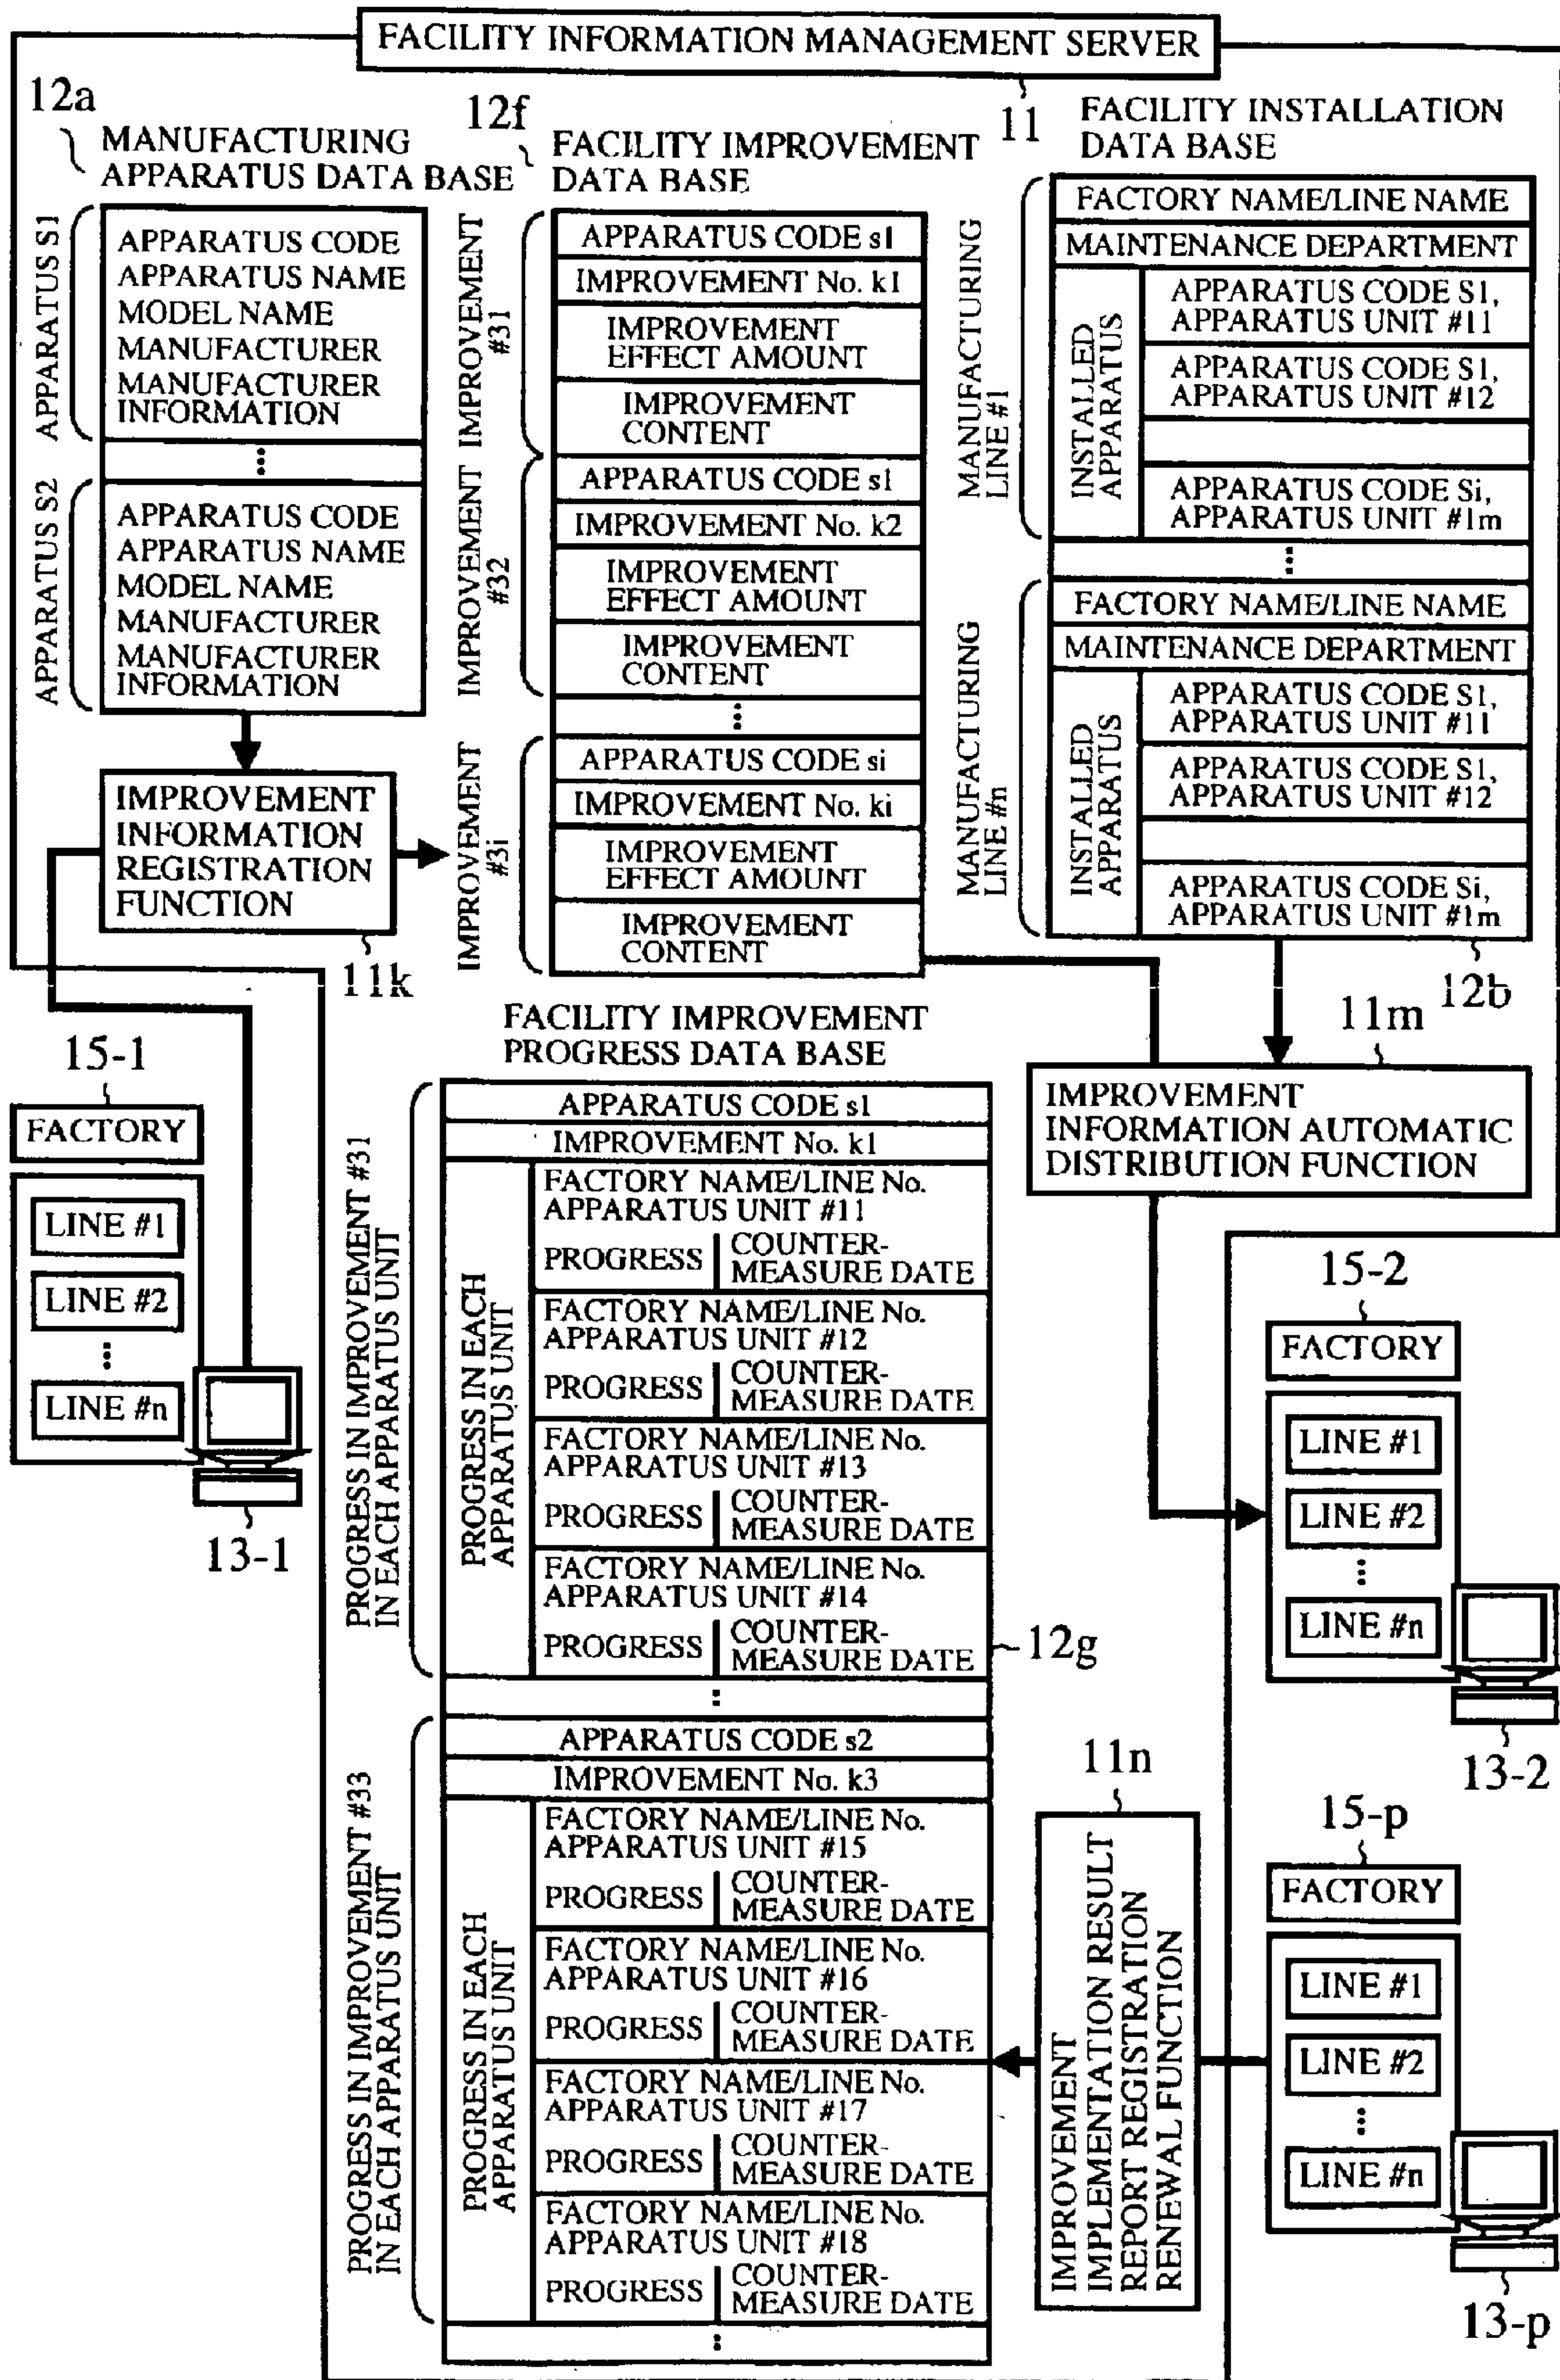 FACILITY INFORMATION MANAGEMENT SERVER
11
12a
MANUFACTURING
APPARATUS DATA BASE
APPARATUS S1
APPARATUS CODE
APPARATUS NAME
MODEL NAME
MANUFACTURER
MANUFACTURER
INFORMATION
⋮
APPARATUS S2
APPARATUS CODE
APPARATUS NAME
MODEL NAME
MANUFACTURER
MANUFACTURER
INFORMATION
IMPROVEMENT
INFORMATION
REGISTRATION
FUNCTION
11k
12f
FACILITY IMPROVEMENT
DATA BASE
IMPROVEMENT
#31
APPARATUS CODE s1
IMPROVEMENT No. k1
IMPROVEMENT
EFFECT AMOUNT
IMPROVEMENT
CONTENT
IMPROVEMENT
#32
APPARATUS CODE s1
IMPROVEMENT No. k2
IMPROVEMENT
EFFECT AMOUNT
IMPROVEMENT
CONTENT
⋮
IMPROVEMENT
#3i
APPARATUS CODE si
IMPROVEMENT No. ki
IMPROVEMENT
EFFECT AMOUNT
IMPROVEMENT
CONTENT
FACILITY INSTALLATION
DATA BASE
MANUFACTURING
LINE #1
FACTORY NAME/LINE NAME
MAINTENANCE DEPARTMENT
INSTALLED
APPARATUS
APPARATUS CODE S1,
APPARATUS UNIT #11
APPARATUS CODE S1,
APPARATUS UNIT #12
APPARATUS CODE Si,
APPARATUS UNIT #1m
⋮
MANUFACTURING
LINE #n
FACTORY NAME/LINE NAME
MAINTENANCE DEPARTMENT
INSTALLED
APPARATUS
APPARATUS CODE S1,
APPARATUS UNIT #11
APPARATUS CODE S1,
APPARATUS UNIT #12
APPARATUS CODE Si,
APPARATUS UNIT #1m
12b
11m
IMPROVEMENT
INFORMATION AUTOMATIC
DISTRIBUTION FUNCTION
15-1
FACTORY
LINE #1
LINE #2
⋮
LINE #n
13-1
FACILITY IMPROVEMENT
PROGRESS DATA BASE
PROGRESS IN IMPROVEMENT #31
IN EACH APPARATUS UNIT
APPARATUS CODE s1
IMPROVEMENT No. k1
PROGRESS IN EACH
APPARATUS UNIT
FACTORY NAME/LINE No.
APPARATUS UNIT #11
PROGRESS
COUNTER-
MEASURE DATE
FACTORY NAME/LINE No.
APPARATUS UNIT #12
PROGRESS
COUNTER-
MEASURE DATE
FACTORY NAME/LINE No.
APPARATUS UNIT #13
PROGRESS
COUNTER-
MEASURE DATE
FACTORY NAME/LINE No.
APPARATUS UNIT #14
PROGRESS
COUNTER-
MEASURE DATE
12g
⋮
PROGRESS IN IMPROVEMENT #33
IN EACH APPARATUS UNIT
APPARATUS CODE s2
IMPROVEMENT No. k3
PROGRESS IN EACH
APPARATUS UNIT
FACTORY NAME/LINE No.
APPARATUS UNIT #15
PROGRESS
COUNTER-
MEASURE DATE
FACTORY NAME/LINE No.
APPARATUS UNIT #16
PROGRESS
COUNTER-
MEASURE DATE
FACTORY NAME/LINE No.
APPARATUS UNIT #17
PROGRESS
COUNTER-
MEASURE DATE
FACTORY NAME/LINE No.
APPARATUS UNIT #18
PROGRESS
COUNTER-
MEASURE DATE
⋮
11n
IMPROVEMENT
IMPLEMENTATION RESULT
REPORT REGISTRATION
RENEWAL FUNCTION
15-2
FACTORY
LINE #1
LINE #2
⋮
LINE #n
13-2
15-p
FACTORY
LINE #1
LINE #2
⋮
LINE #n
13-p